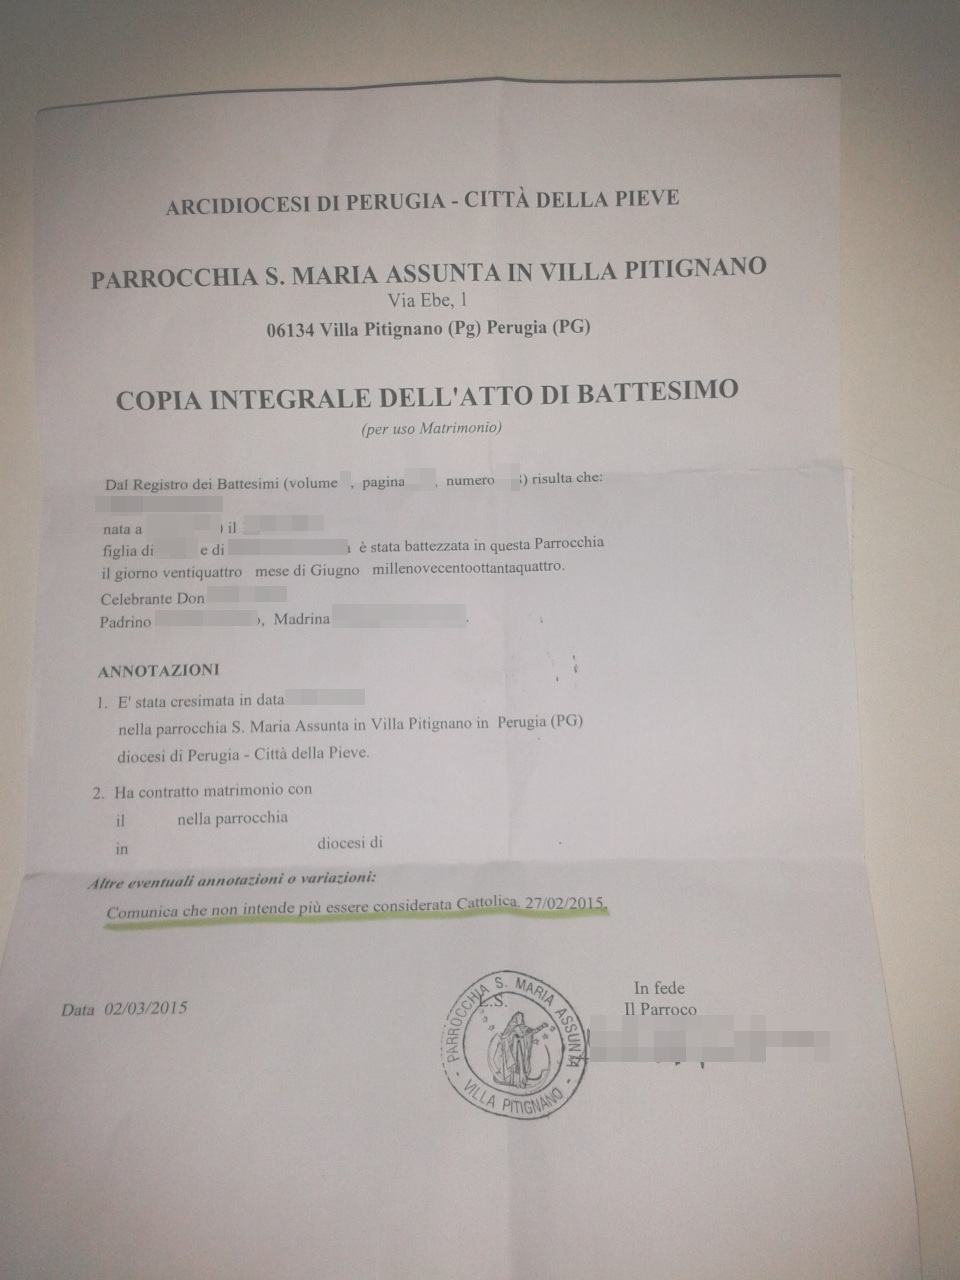 ARCIDIOCESI DI PERUGIA - CITTÀ DELLA PIEVE
PARROCCHIA S. MARIA ASSUNTA IN VILLA PITIGNANO
Via Ebe, 1
06134 Villa Pitignano (Pg) Perugia (PG)
COPIA INTEGRALE DELL'ATTO DI BATTESIMO
(per uso Matrimonio)
Dal Registro dei Battesimi (volume , pagina , numero ) risulta che:
nata a ) il
figlia di e di è stata battezzata in questa Parrocchia
il giorno ventiquattro mese di Giugno millenovecentoottantaquattro.
Celebrante Don
Padrino , Madrina .
ANNOTAZIONI
1. E' stata cresimata in data
nella parrocchia S. Maria Assunta in Villa Pitignano in Perugia (PG)
diocesi di Perugia - Città della Pieve.
2. Ha contratto matrimonio con
il nella parrocchia
in diocesi di
Altre eventuali annotazioni o variazioni:
Comunica che non intende più essere considerata Cattolica. 27/02/2015.
Data 02/03/2015
In fede
Il Parroco
L.S.
PARROCCHIA S. MARIA ASSUNTA
- VILLA PITIGNANO -